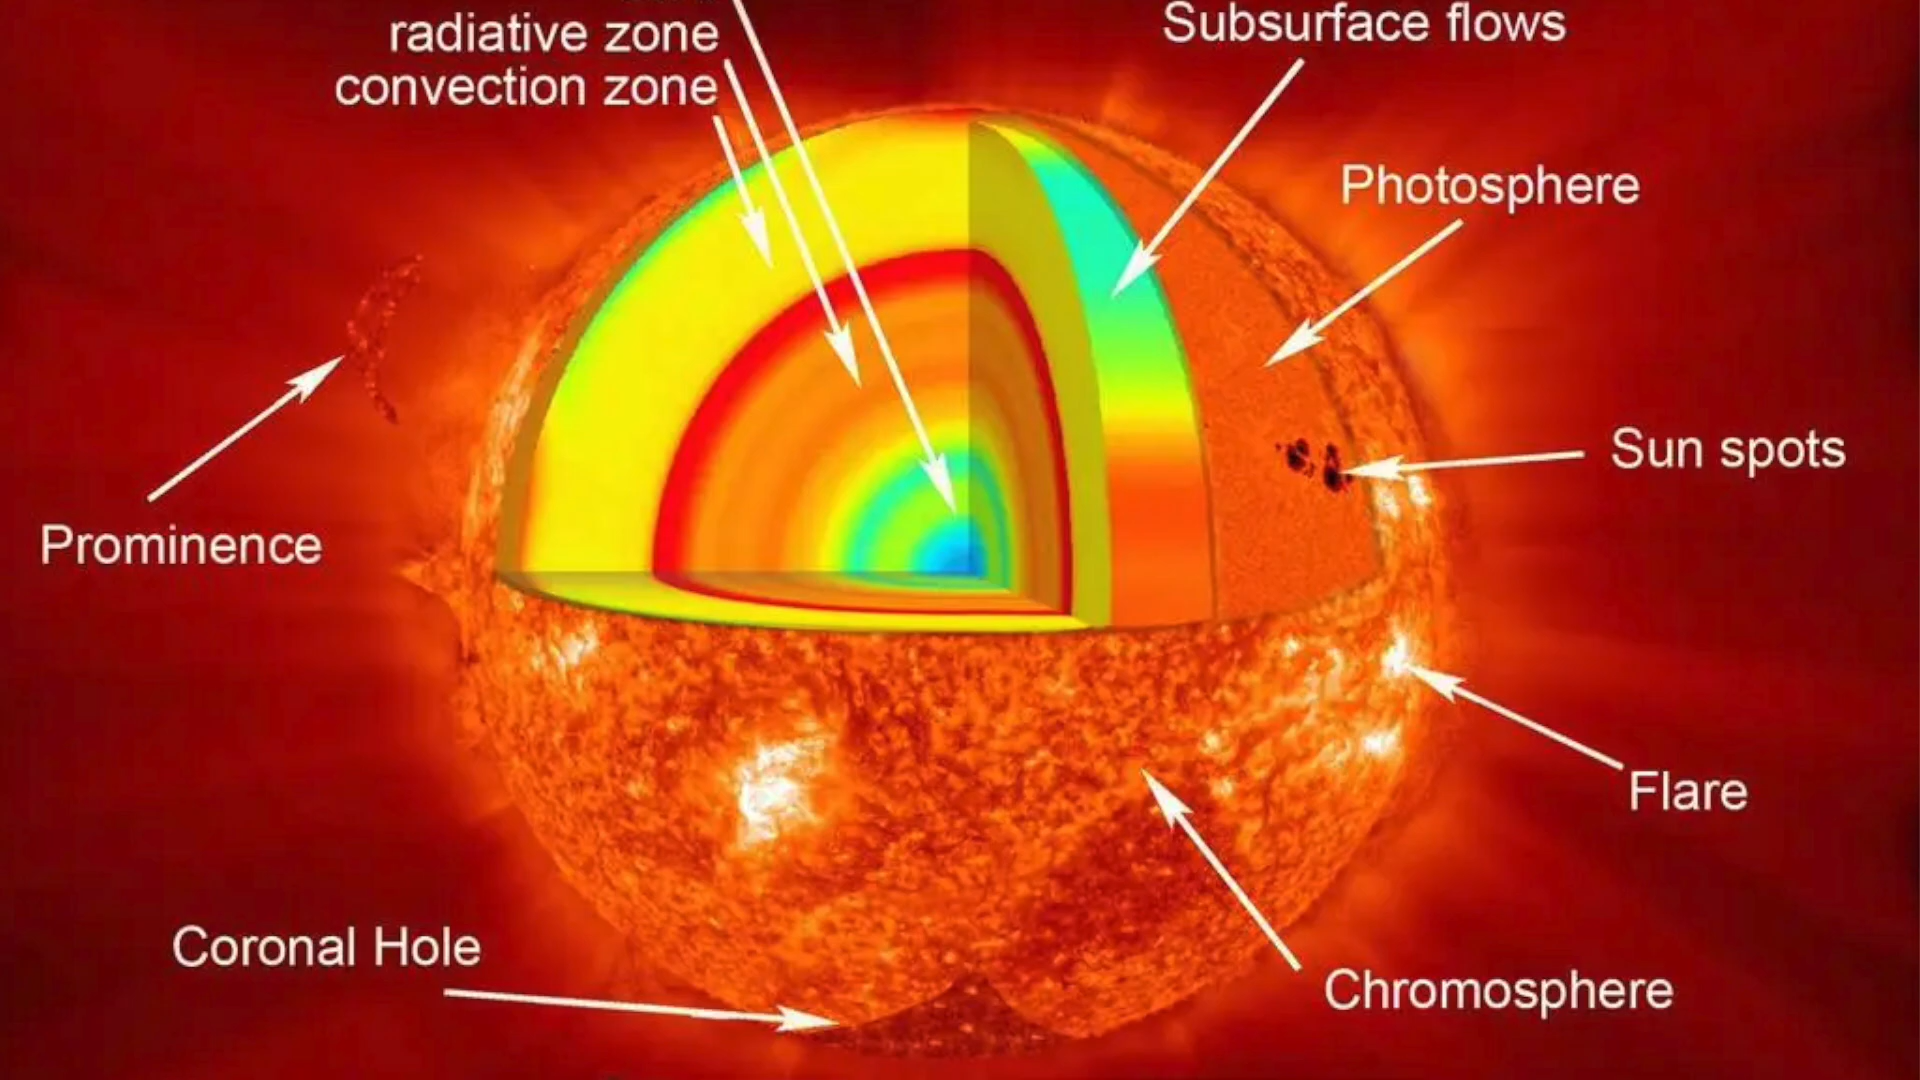 radiative zone
convection zone
Subsurface flows
Photosphere
Sun spots
Prominence
Flare
Coronal Hole
Chromosphere